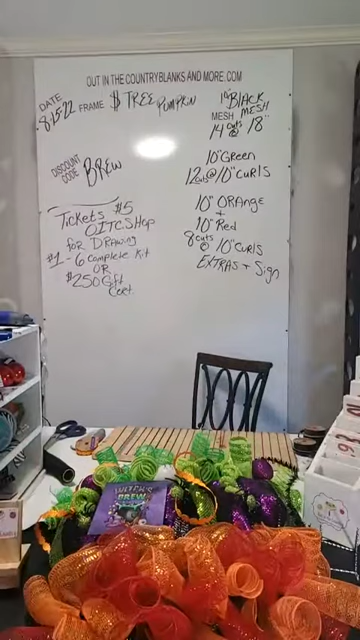 OUT IN THE COUNTRYBLANKS AND MORE.COM
DATE
8-15-22 FRAME $ TREE PUMPKIN
10" BLACK
MESH MESH
14 cuts @ 18"
DISCOUNT
CODE BREW
10" GREEN
12 cuts @ 10" CURLS
Tickets $5
OITCShop
for DRAWING
#1 - 6 Complete Kit
OR
$250 Gift
Cert.
10" ORANGE
+
10" Red
8 cuts @ 10" CURLS
EXTRAS + Sign
BREW